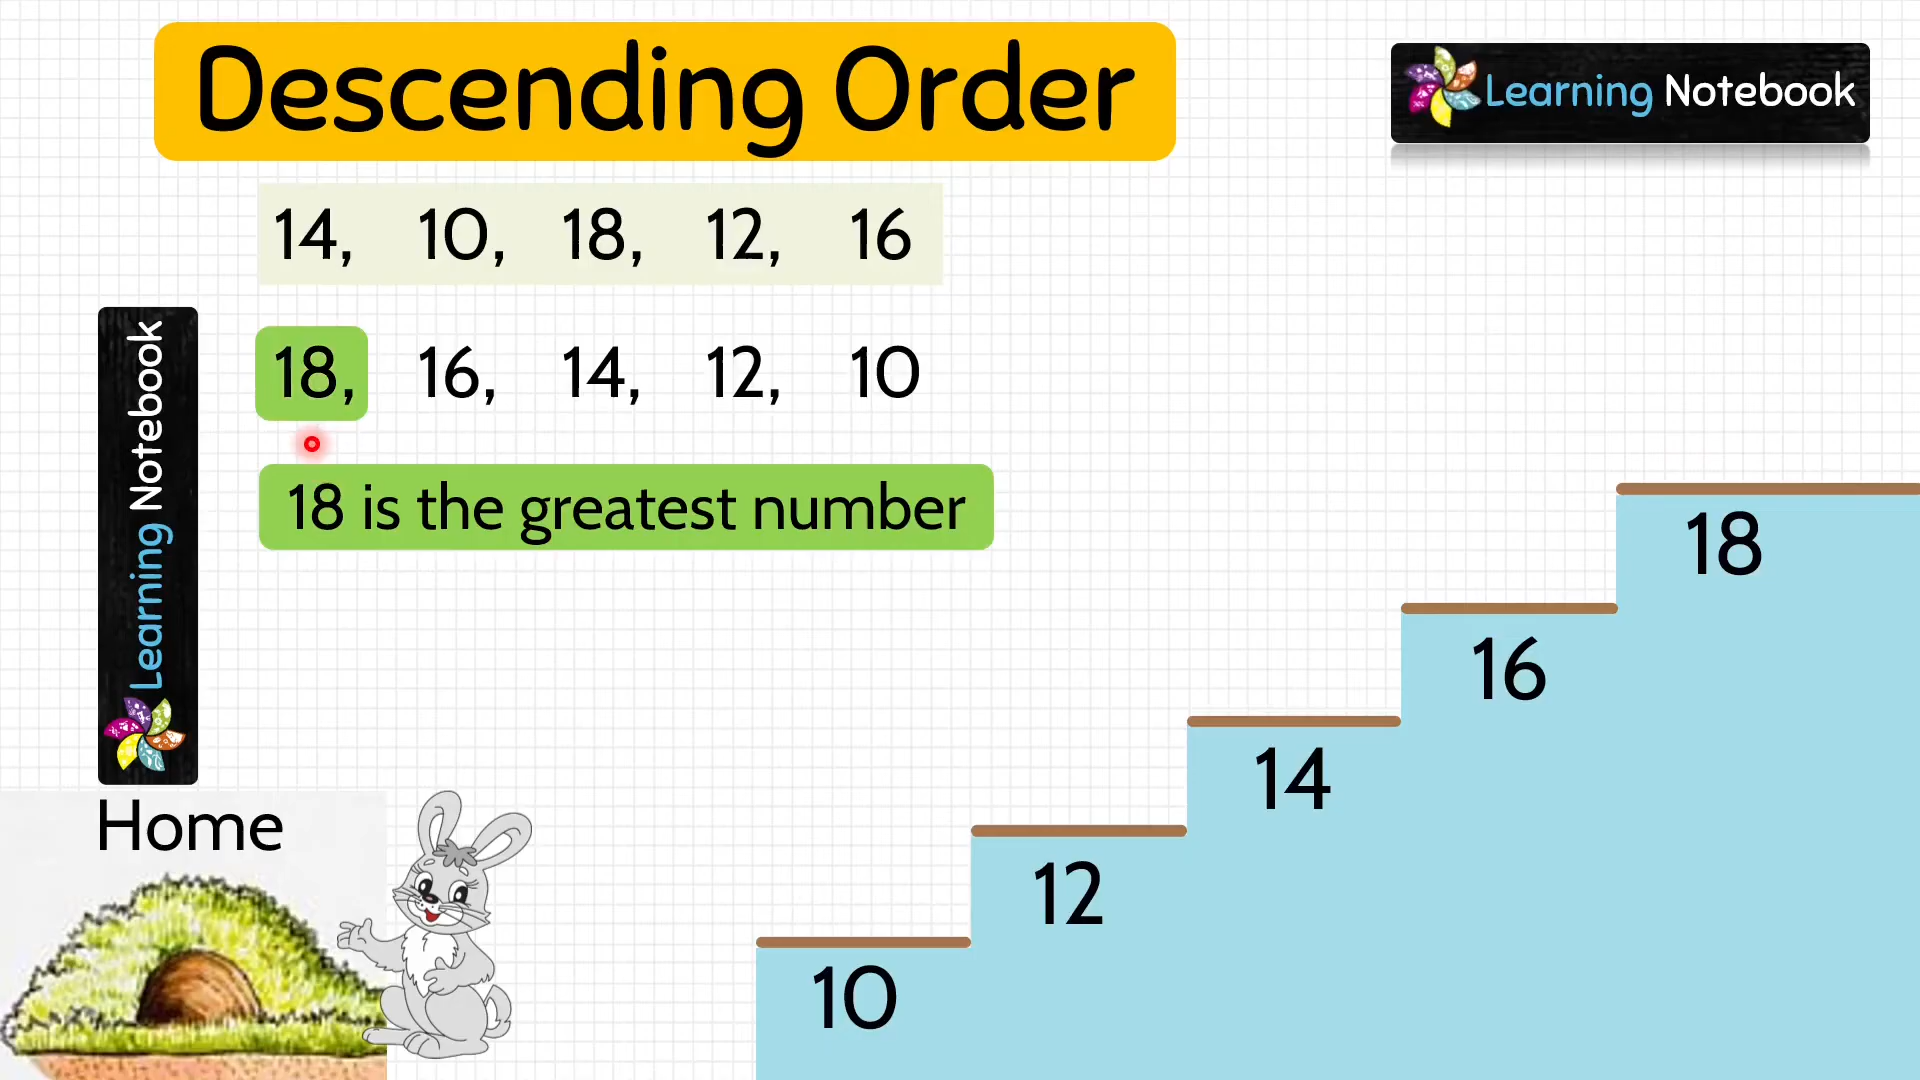 Descending Order
Learning Notebook
14, 10, 18, 12, 16
18, 16, 14, 12, 10
Learning Notebook
18 is the greatest number
18
16
14
Home
12
10